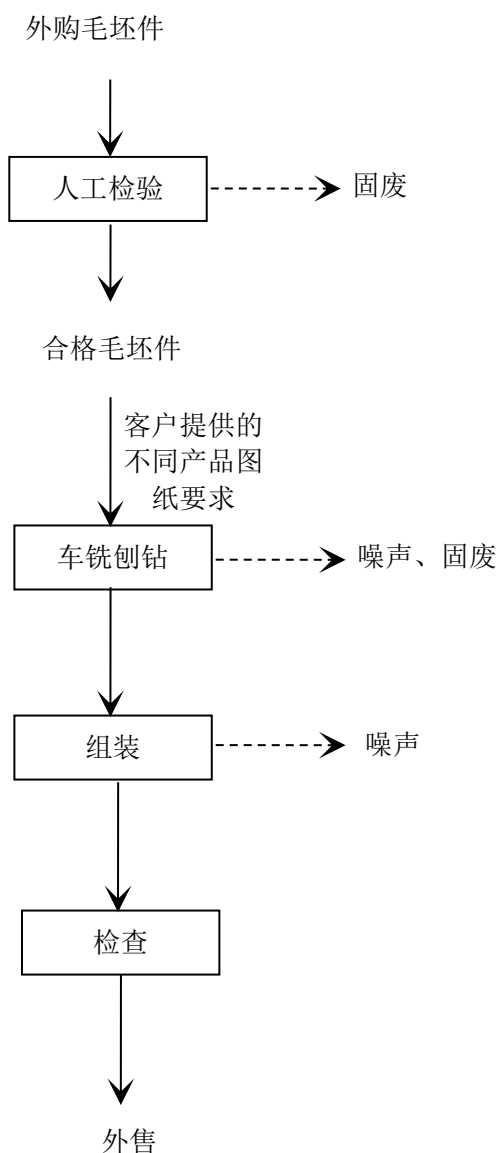 外购毛坯件
人工检验
固废
合格毛坯件
客户提供的
不同产品图
纸要求
车铣刨钻
噪声、固废
组装
噪声
检查
外售